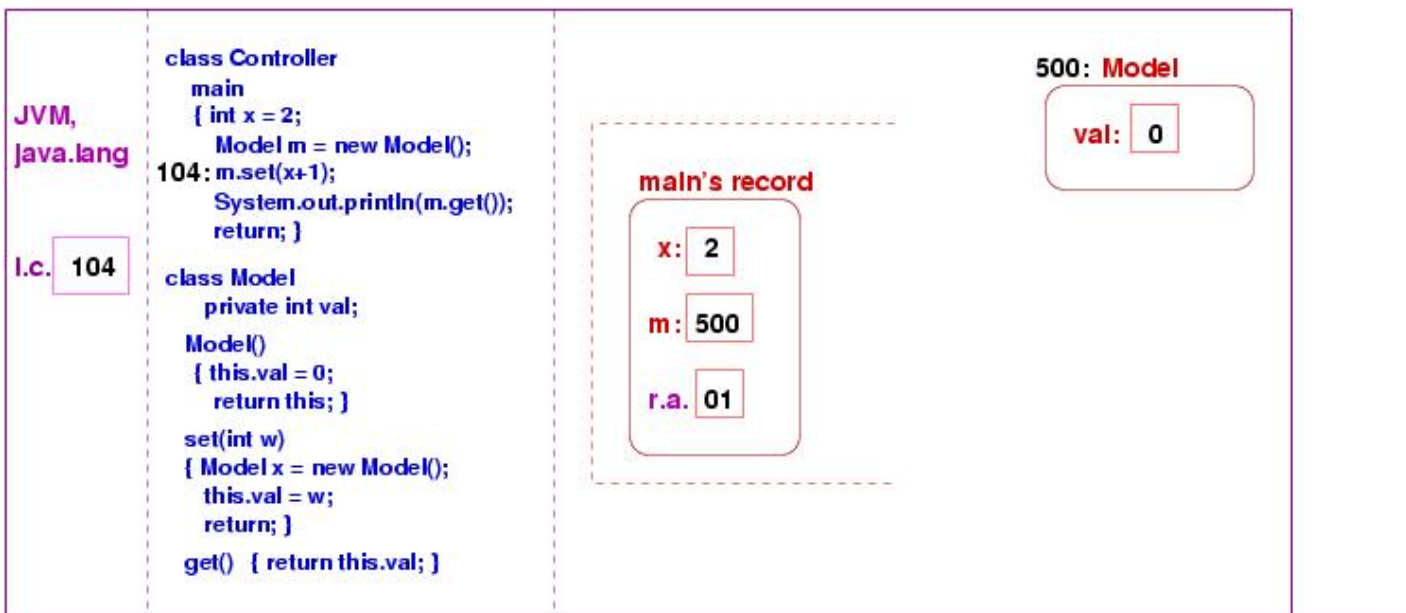 JVM,
java.lang
i.c. 104
class Controller
main
{ int x = 2;
Model m = new Model();
104: m.set(x+1);
System.out.println(m.get());
return; }
class Model
private int val;
Model()
{ this.val = 0;
return this; }
set(int w)
{ Model x = new Model();
this.val = w;
return; }
get() { return this.val; }
main's record
x: 2
m: 500
r.a. 01
500: Model
val: 0